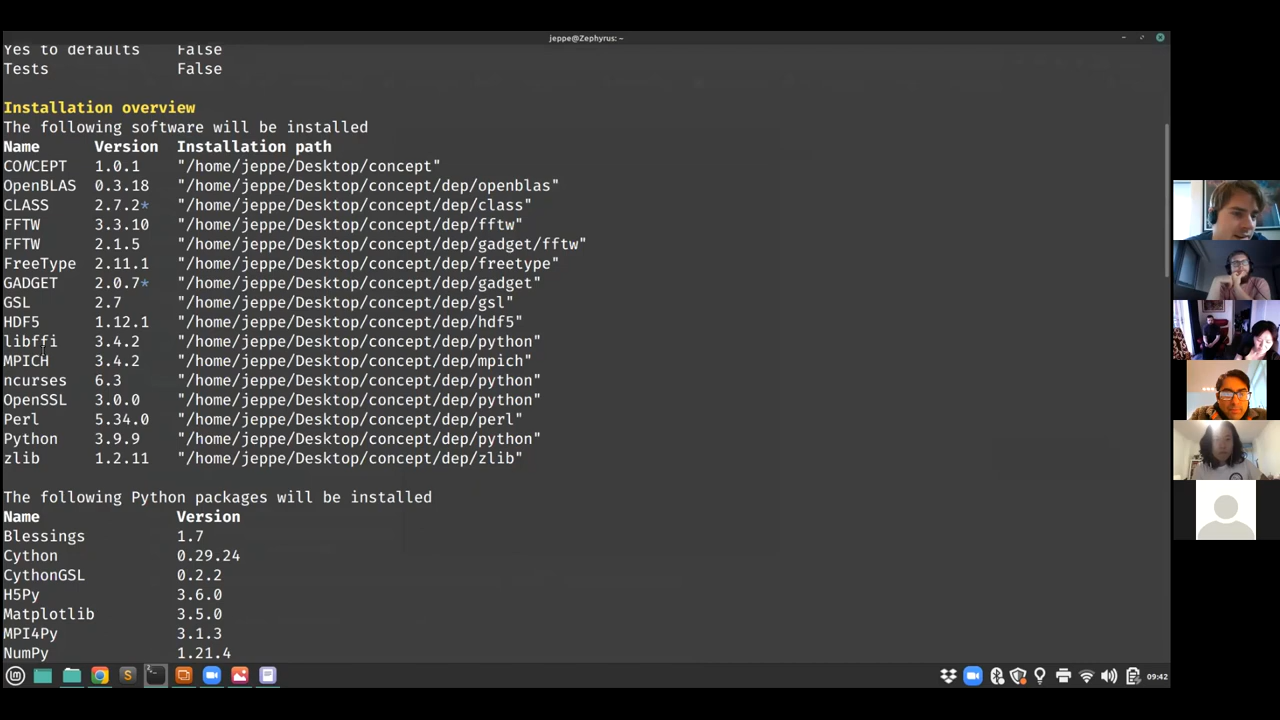 jeppe@Zephyrus: ~
Yes to defaults False
Tests False
Installation overview
The following software will be installed
Name Version Installation path
CONCEPT 1.0.1 "/home/jeppe/Desktop/concept"
OpenBLAS 0.3.18 "/home/jeppe/Desktop/concept/dep/openblas"
CLASS 2.7.2* "/home/jeppe/Desktop/concept/dep/class"
FFTW 3.3.10 "/home/jeppe/Desktop/concept/dep/fftw"
FFTW 2.1.5 "/home/jeppe/Desktop/concept/dep/gadget/fftw"
FreeType 2.11.1 "/home/jeppe/Desktop/concept/dep/freetype"
GADGET 2.0.7* "/home/jeppe/Desktop/concept/dep/gadget"
GSL 2.7 "/home/jeppe/Desktop/concept/dep/gsl"
HDF5 1.12.1 "/home/jeppe/Desktop/concept/dep/hdf5"
libffi 3.4.2 "/home/jeppe/Desktop/concept/dep/python"
MPICH 3.4.2 "/home/jeppe/Desktop/concept/dep/mpich"
ncurses 6.3 "/home/jeppe/Desktop/concept/dep/python"
OpenSSL 3.0.0 "/home/jeppe/Desktop/concept/dep/python"
Perl 5.34.0 "/home/jeppe/Desktop/concept/dep/perl"
Python 3.9.9 "/home/jeppe/Desktop/concept/dep/python"
zlib 1.2.11 "/home/jeppe/Desktop/concept/dep/zlib"
The following Python packages will be installed
Name Version
Blessings 1.7
Cython 0.29.24
CythonGSL 0.2.2
H5Py 3.6.0
Matplotlib 3.5.0
MPI4Py 3.1.3
NumPy 1.21.4
09:42